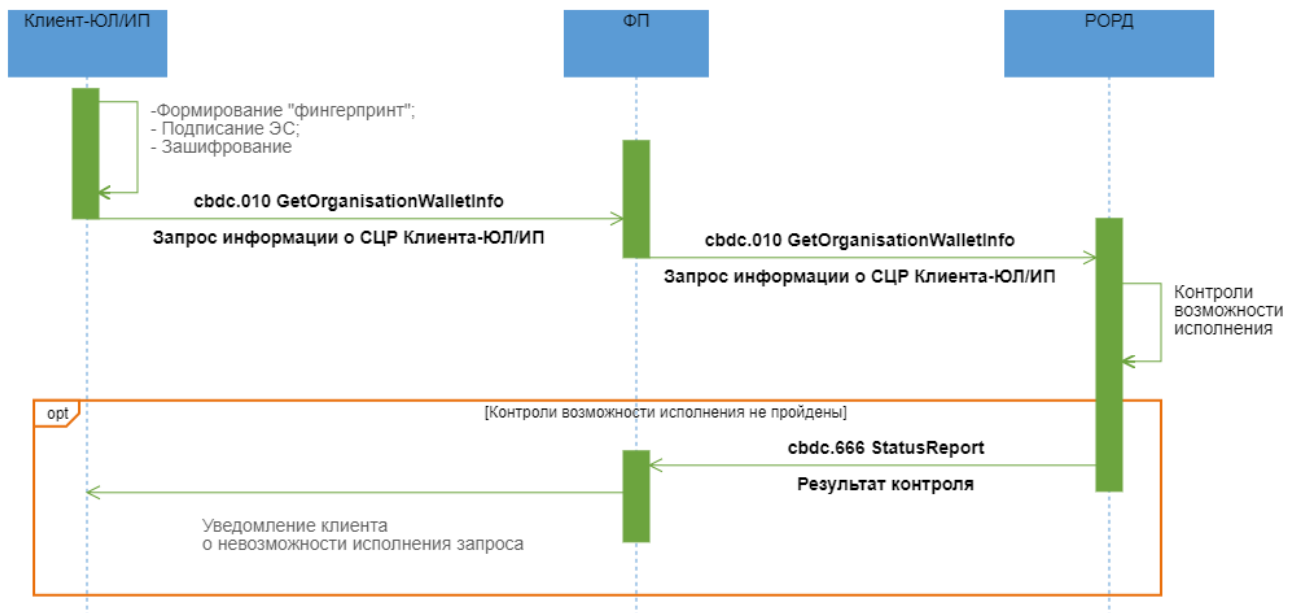 Клиент-ЮЛ/ИП
ФП
РОРД
-Формирование "фингерпринт";
- Подписание ЭС;
- Зашифрование
cbdc.010 GetOrganisationWalletInfo
Запрос информации о СЦР Клиента-ЮЛ/ИП
cbdc.010 GetOrganisationWalletInfo
Запрос информации о СЦР Клиента-ЮЛ/ИП
Контроли
возможности
исполнения
opt
[Контроли возможности исполнения не пройдены]
cbdc.666 StatusReport
Результат контроля
Уведомление клиента
о невозможности исполнения запроса